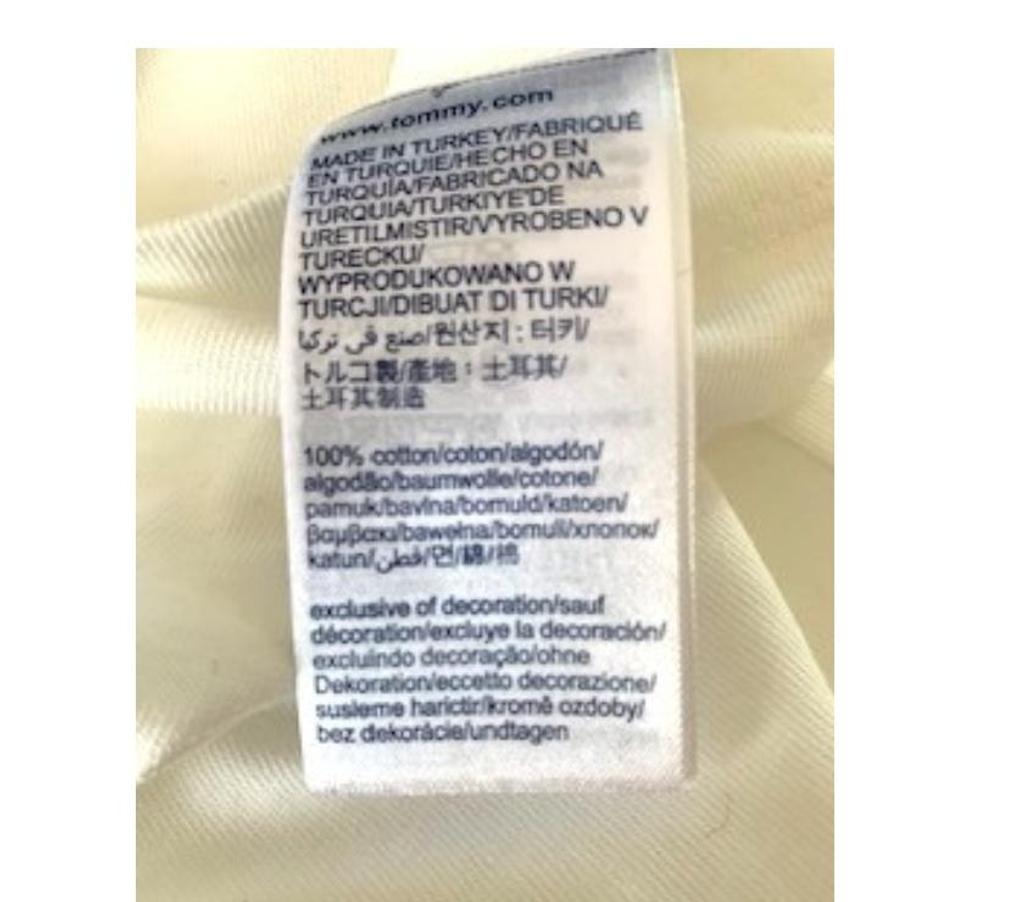 www.tommy.com
MADE IN TURKEY/FABRIQUÉ
EN TURQUIE/HECHO EN
TURQUÍA/FABRICADO NA
TURQUIA/TURKIYE'DE
URETILMISTIR/VYROBENO V
TURECKU/
WYPRODUKOWANO W
TURCJI/DIBUAT DI TURKI/
صنع في تركيا/원산지 : 터키/
トルコ製/產地：土耳其/
土耳其制造
100% cotton/coton/algodón/
algodão/baumwolle/cotone/
pamuk/bavlna/bomuld/katoen/
βαμβακι/bawełna/bomull/хлопок/
katun/قطن/면/綿/棉
exclusive of decoration/sauf
décoration/excluye la decoración/
excluindo decoração/ohne
Dekoration/eccetto decorazione/
susleme harictir/kromě ozdoby/
bez dekorácie/undtagen